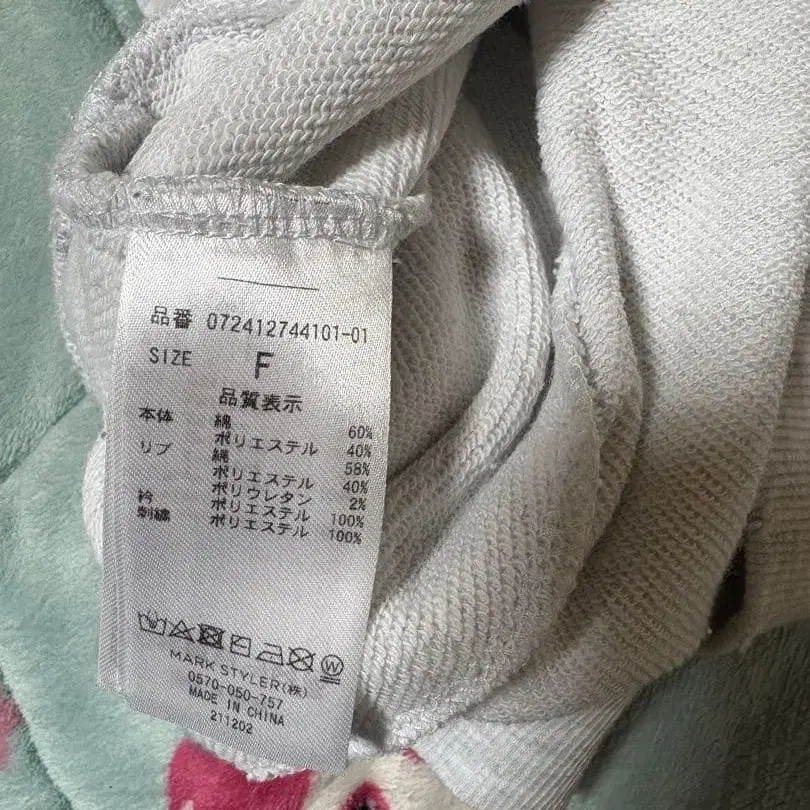 品番 072412744101-01
SIZE F
品質表示
本体 綿 60%
ポリエステル 40%
リブ 綿 58%
ポリエステル 40%
ポリウレタン 2%
衿 ポリエステル 100%
刺繍 ポリエステル 100%
MARK STYLER(株)
0570-050-757
MADE IN CHINA
211202